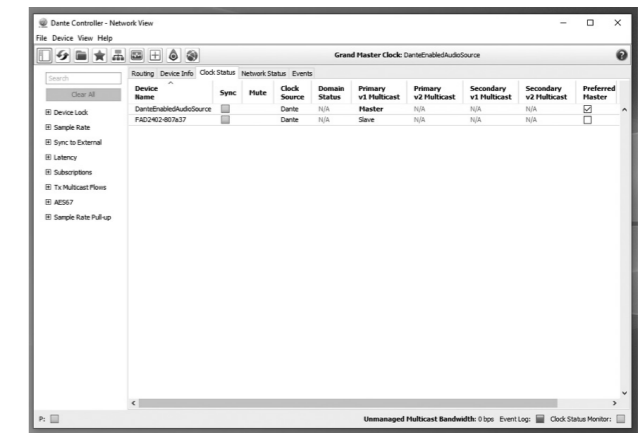 Dante Controller - Network View
File Device View Help
Grand Master Clock: DanteEnabledAudioSource
Search
Clear All
Device Lock
Sample Rate
Sync to External
Latency
Subscriptions
Tx Multicast Flows
AES67
Sample Rate Pull-up
Routing Device Info Clock Status Network Status Events
Device Name Sync Mute Clock Source Domain Status Primary v1 Multicast Primary v2 Multicast Secondary v1 Multicast Secondary v2 Multicast Preferred Master
DanteEnabledAudioSource Dante N/A Master N/A N/A N/A
FAD2402-807a37 Dante N/A Slave N/A N/A N/A
P: Unmanaged Multicast Bandwidth: 0 bps Event Log: Clock Status Monitor: